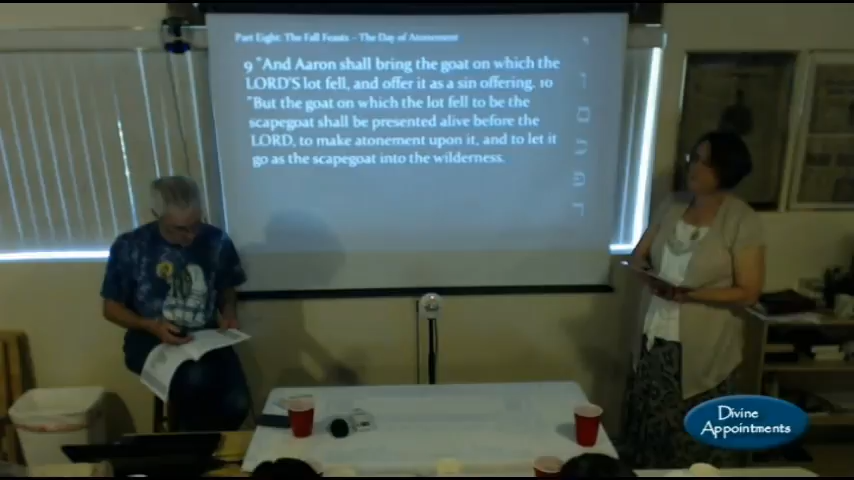 Part Eight: The Fall Feasts – The Day of Atonement
9 "And Aaron shall bring the goat on which the
LORD'S lot fell, and offer it as a sin offering. 10
"But the goat on which the lot fell to be the
scapegoat shall be presented alive before the
LORD, to make atonement upon it, and to let it
go as the scapegoat into the wilderness.
Divine
Appointments